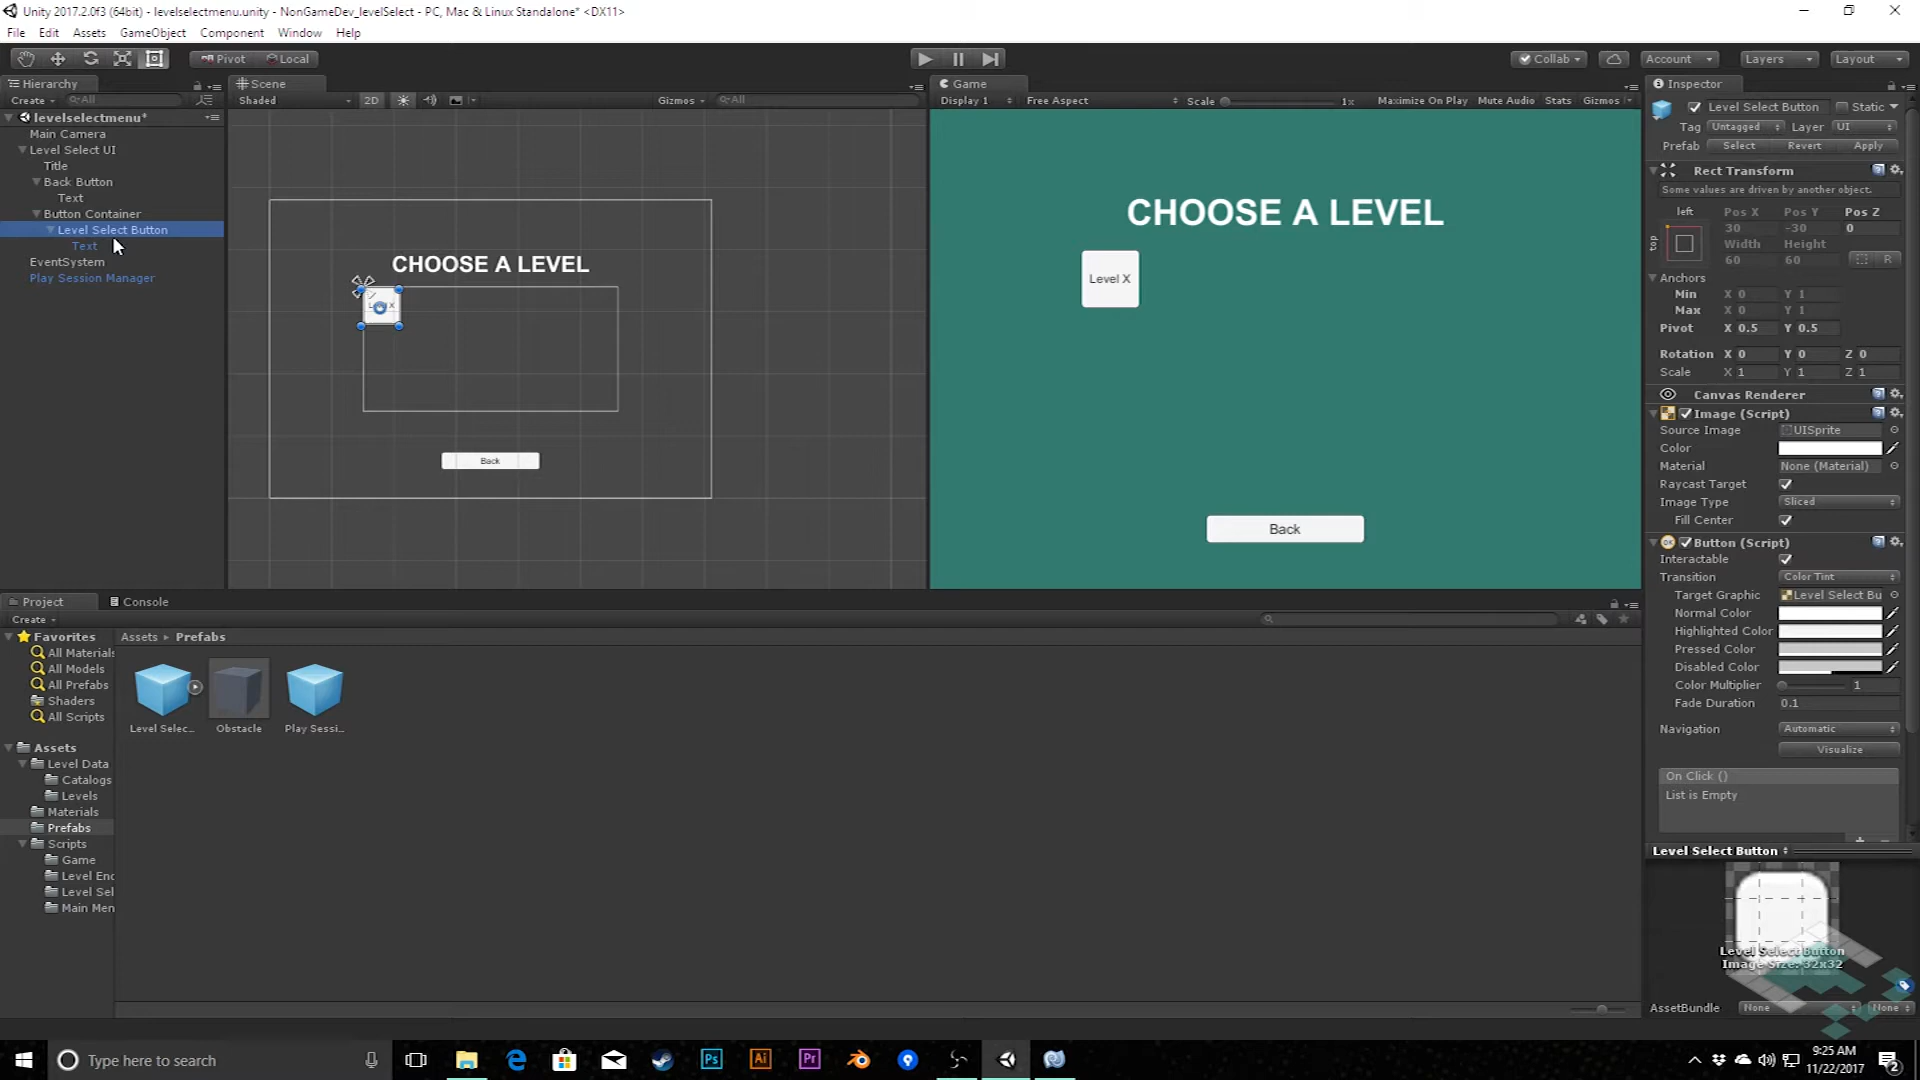 Unity 2017.2.0f3 (64bit) - levelselectmenu.unity - NonGameDev_levelSelect - PC, Mac & Linux Standalone* <DX11>
File Edit Assets GameObject Component Window Help
Pivot Local
Collab Account Layers Layout
Hierarchy
Create All
levelselectmenu*
Main Camera
Level Select UI
Title
Back Button
Text
Button Container
Level Select Button
Text
EventSystem
Play Session Manager
Scene
Shaded 2D Gizmos All
CHOOSE A LEVEL
Back
Game
Display 1 Free Aspect Scale 1x Maximize On Play Mute Audio Stats Gizmos
CHOOSE A LEVEL
Level X
Back
Inspector
Level Select Button Static
Tag Untagged Layer UI
Prefab Select Revert Apply
Rect Transform
Some values are driven by another object.
left Pos X Pos Y Pos Z
top 30 -30 0
Width Height
60 60 R
Anchors
Min X 0 Y 1
Max X 0 Y 1
Pivot X 0.5 Y 0.5
Rotation X 0 Y 0 Z 0
Scale X 1 Y 1 Z 1
Canvas Renderer
Image (Script)
Source Image UISprite
Color
Material None (Material)
Raycast Target
Image Type Sliced
Fill Center
Button (Script)
Interactable
Transition Color Tint
Target Graphic Level Select Bu
Normal Color
Highlighted Color
Pressed Color
Disabled Color
Color Multiplier 1
Fade Duration 0.1
Navigation Automatic
Visualize
On Click ()
List is Empty
Level Select Button
Level Select Button
Image Size: 32x32
AssetBundle None None
Project Console
Create
Favorites
All Materials
All Models
All Prefabs
Shaders
All Scripts
Assets
Level Data
Catalogs
Levels
Materials
Prefabs
Scripts
Game
Level End
Level Sel
Main Men
Assets Prefabs
Level Selec...
Obstacle
Play Sessi...
Type here to search
Ps Ai Pr
9:25 AM
11/22/2017
2